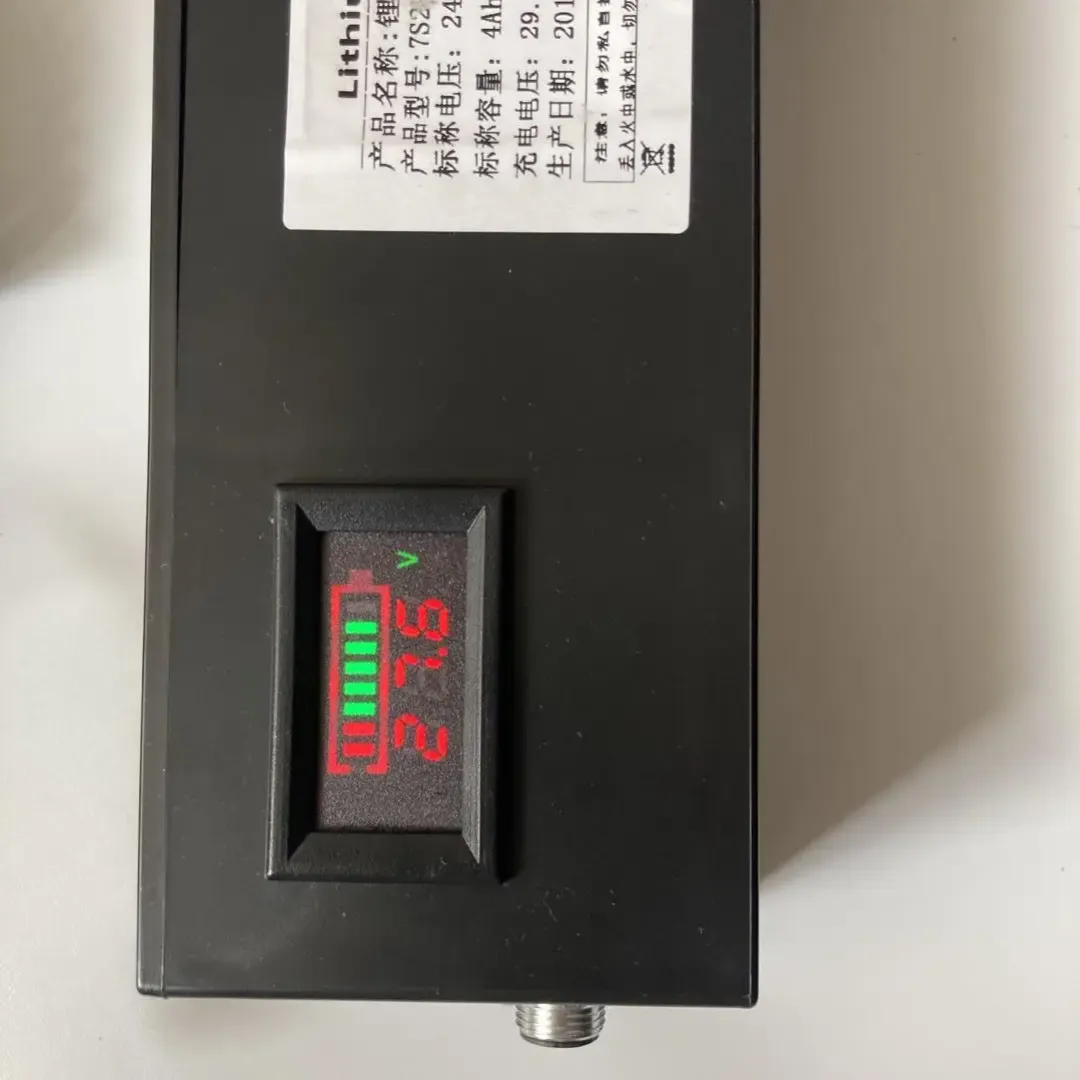 Lithiu
产品名称:锂
产品型号:7S2
标称电压: 24
标称容量: 4Ah
充电电压: 29.
生产日期: 201
注意: 请勿私自
丢入火中或水中，切勿
27.6 V